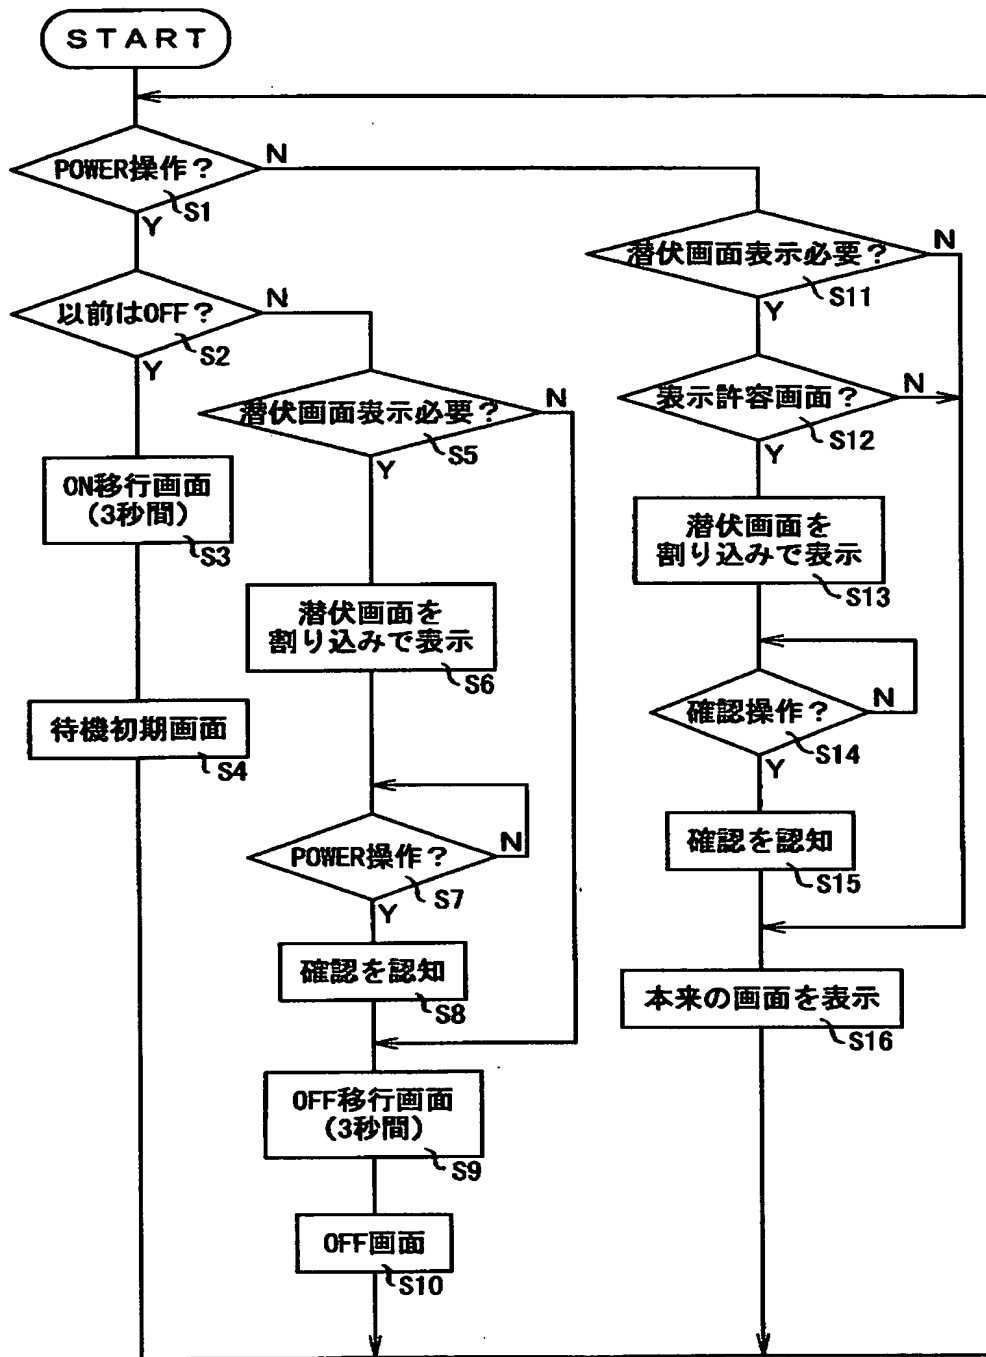 START
POWER操作？
N
S1
Y
以前はOFF？
N
S2
Y
ON移行画面
(3秒間)
S3
待機初期画面
S4
潜伏画面表示必要？
N
S5
Y
潜伏画面を
割り込みで表示
S6
POWER操作？
N
S7
Y
確認を認知
S8
OFF移行画面
(3秒間)
S9
OFF画面
S10
潜伏画面表示必要？
N
S11
Y
表示許容画面？
N
S12
Y
潜伏画面を
割り込みで表示
S13
確認操作？
N
S14
Y
確認を認知
S15
本来の画面を表示
S16